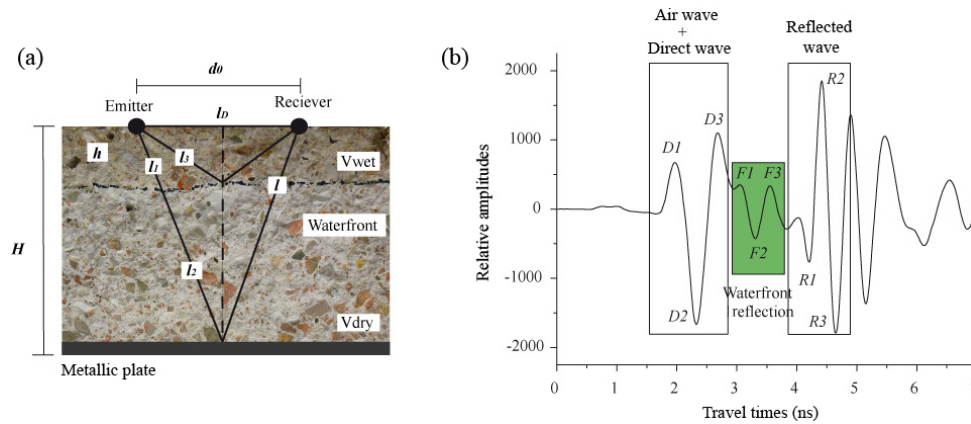 (a)
d0
Emitter
Reciever
lD
h
l1
l3
l
Vwet
Waterfront
H
l2
Vdry
Metallic plate
(b)
Air wave
+
Direct wave
Reflected
wave
2000
1000
0
-1000
-2000
Relative amplitudes
D1
D2
D3
F1
F3
F2
Waterfront
reflection
R1
R2
R3
0
1
2
3
4
5
6
Travel times (ns)